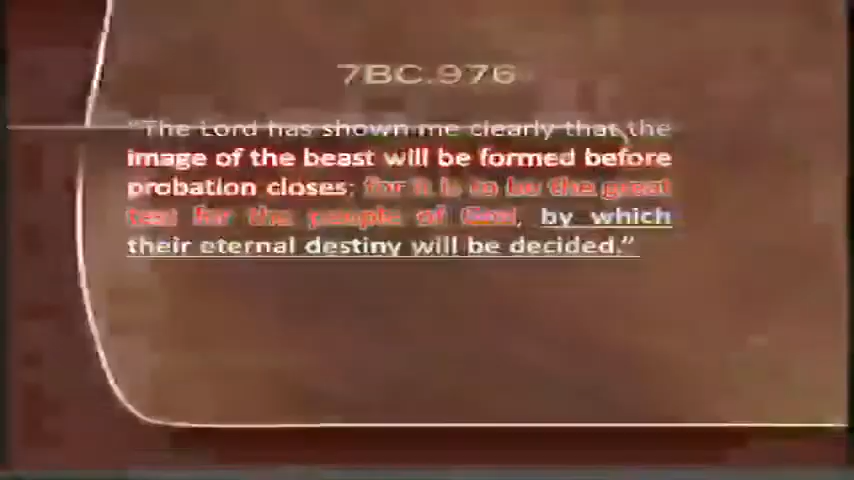 7BC.976
"The Lord has shown me clearly that the
image of the beast will be formed before
probation closes; for it is to be the great
test for the people of God, by which
their eternal destiny will be decided."